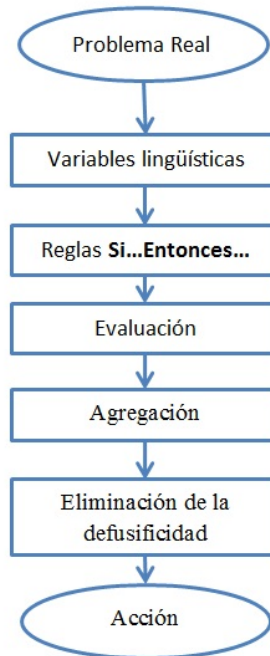 Problema Real
Variables lingüísticas
Reglas Si...Entonces...
Evaluación
Agregación
Eliminación de la
defusificidad
Acción